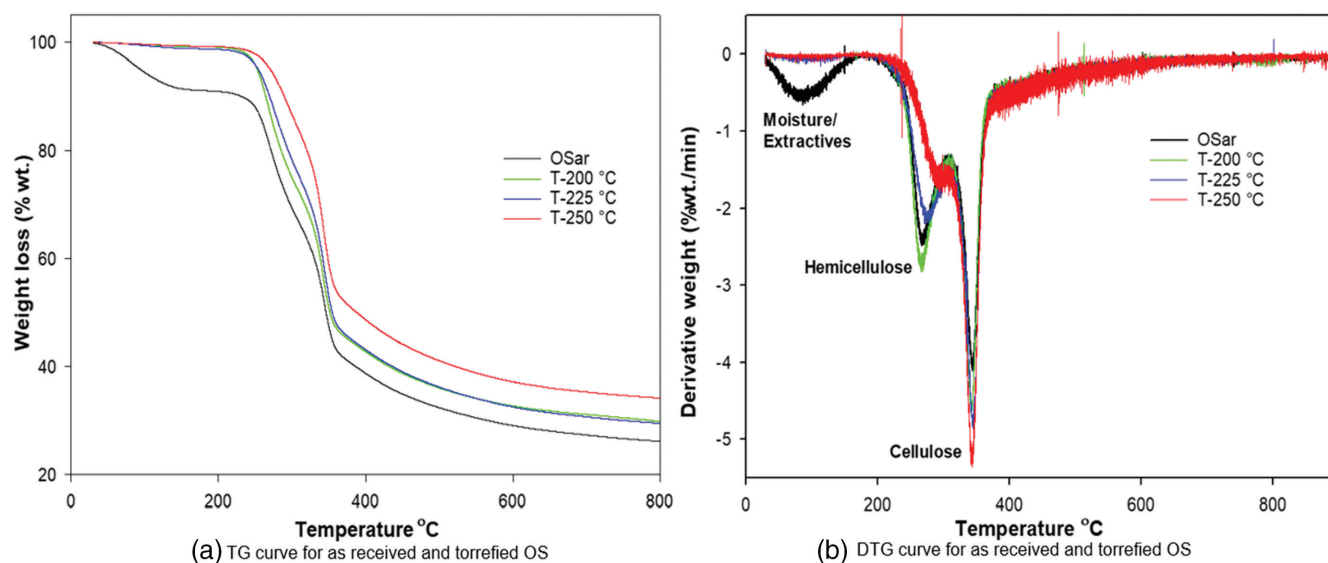 100
80
60
40
20
Weight loss (% wt.)
0
200
400
600
800
Temperature °C
OSar
T-200 °C
T-225 °C
T-250 °C
(a) TG curve for as received and torrefied OS
0
-1
-2
-3
-4
-5
Derivative weight (%wt./min)
0
200
400
600
800
Temperature °C
Moisture/
Extractives
Hemicellulose
Cellulose
OSar
T-200 °C
T-225 °C
T-250 °C
(b) DTG curve for as received and torrefied OS